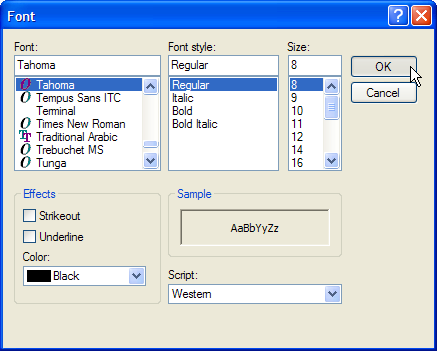 Font
Font: Font style: Size:
Tahoma Regular 8 OK
Tahoma Regular 8
Tempus Sans ITC Italic 9 Cancel
Terminal Bold 10
Times New Roman Bold Italic 11
Traditional Arabic 12
Trebuchet MS 14
Tunga 16
Effects Sample
Strikeout
AaBbYyZz
Underline
Color:
Black
Script:
Western